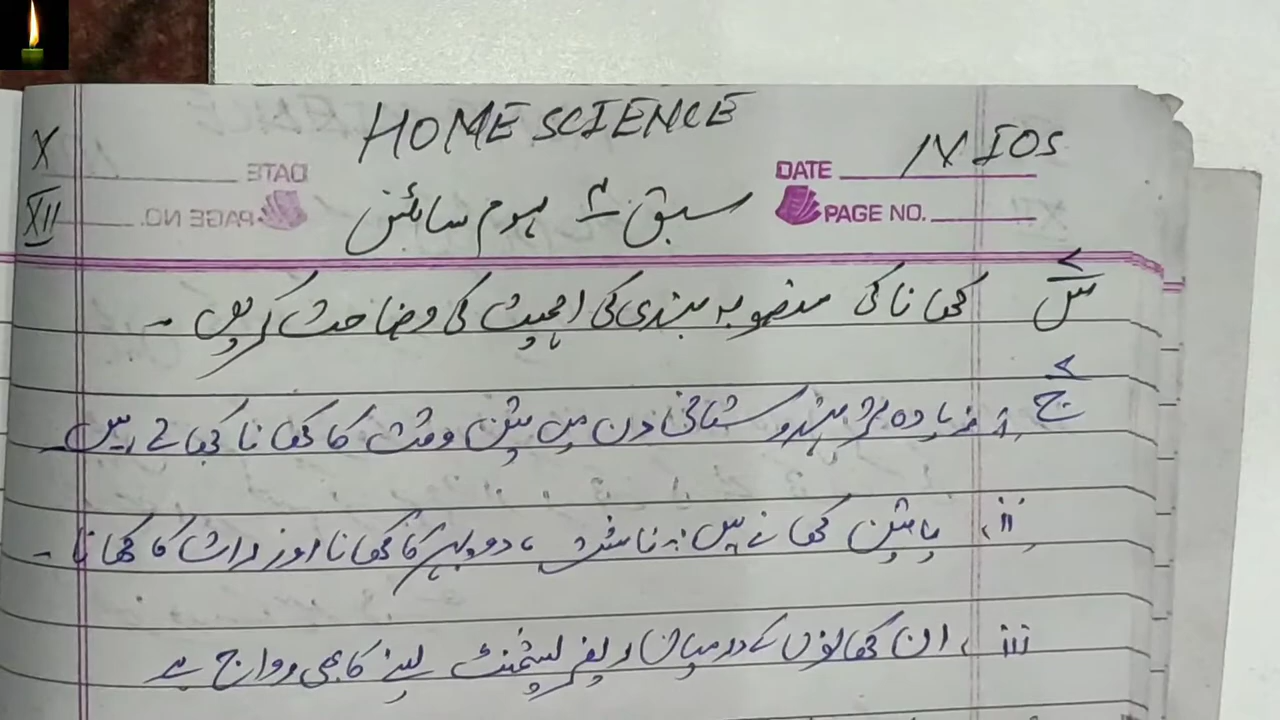 HOME SCIENCE
X
XII
DATE
IX IOS
PAGE NO.
DATE
PAGE NO.
سبق ۴ ہوم سائنس
س کھانا کی منصوبہ بندی کی اہمیت کی وضاحت کریں ۔
ج i, زیادہ تر ہندوستانی دن میں تین وقت کا کھانا کھاتے ہیں
ii, یا تین کھانے ہیں: ناشتہ، دوپہر کا کھانا اور رات کا کھانا ۔
iii, ان کھانوں کے درمیان ریفریشمنٹ لینے کا بھی رواج ہے